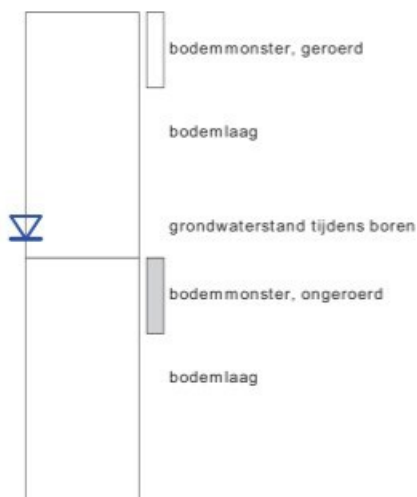 bodemmonster, geroerd
bodemlaag
grondwaterstand tijdens boren
bodemmonster, ongeroerd
bodemlaag